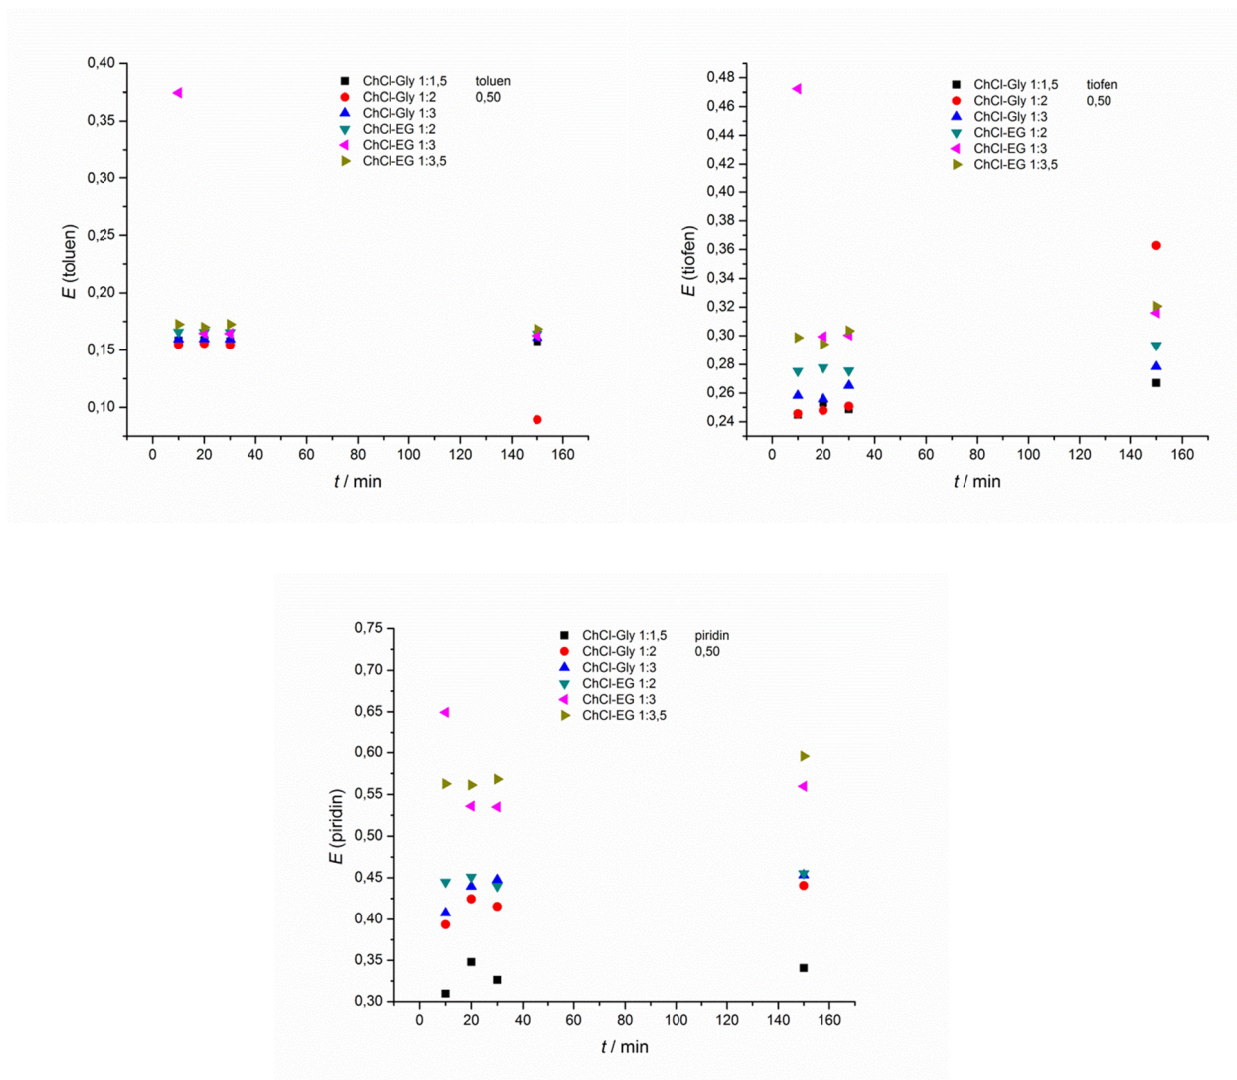 0,40
0,35
0,30
0,25
0,20
0,15
0,10
E (toluen)
ChCl-Gly 1:1,5 toluen
ChCl-Gly 1:2 0,50
ChCl-Gly 1:3
ChCl-EG 1:2
ChCl-EG 1:3
ChCl-EG 1:3,5
0 20 40 60 80 100 120 140 160
t / min
0,48
0,46
0,44
0,42
0,40
0,38
0,36
0,34
0,32
0,30
0,28
0,26
0,24
E (tiofen)
ChCl-Gly 1:1,5 tiofen
ChCl-Gly 1:2 0,50
ChCl-Gly 1:3
ChCl-EG 1:2
ChCl-EG 1:3
ChCl-EG 1:3,5
0 20 40 60 80 100 120 140 160
t / min
0,75
0,70
0,65
0,60
0,55
0,50
0,45
0,40
0,35
0,30
E (piridin)
ChCl-Gly 1:1,5 piridin
ChCl-Gly 1:2 0,50
ChCl-Gly 1:3
ChCl-EG 1:2
ChCl-EG 1:3
ChCl-EG 1:3,5
0 20 40 60 80 100 120 140 160
t / min